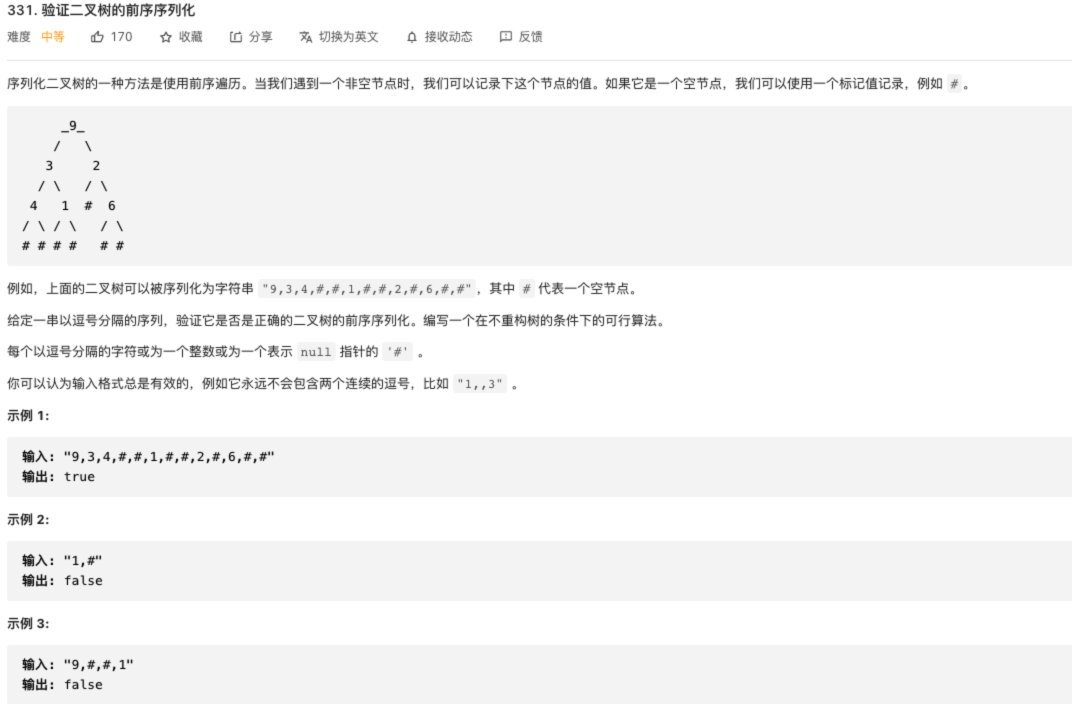 331. 验证二叉树的前序序列化
难度 中等 170 收藏 分享 切换为英文 接收动态 反馈
序列化二叉树的一种方法是使用前序遍历。当我们遇到一个非空节点时，我们可以记录下这个节点的值。如果它是一个空节点，我们可以使用一个标记值记录，例如 #。
_9_
/ \
3 2
/ \ / \
4 1 # 6
/ \ / \ / \
# # # # # #
例如，上面的二叉树可以被序列化为字符串 "9,3,4,#,#,1,#,#,2,#,6,#,#"，其中 # 代表一个空节点。
给定一串以逗号分隔的序列，验证它是否是正确的二叉树的前序序列化。编写一个在不重构树的条件下的可行算法。
每个以逗号分隔的字符或为一个整数或为一个表示 null 指针的 '#' 。
你可以认为输入格式总是有效的，例如它永远不会包含两个连续的逗号，比如 "1,,3" 。
示例 1:
输入: "9,3,4,#,#,1,#,#,2,#,6,#,#"
输出: true
示例 2:
输入: "1,#"
输出: false
示例 3:
输入: "9,#,#,1"
输出: false